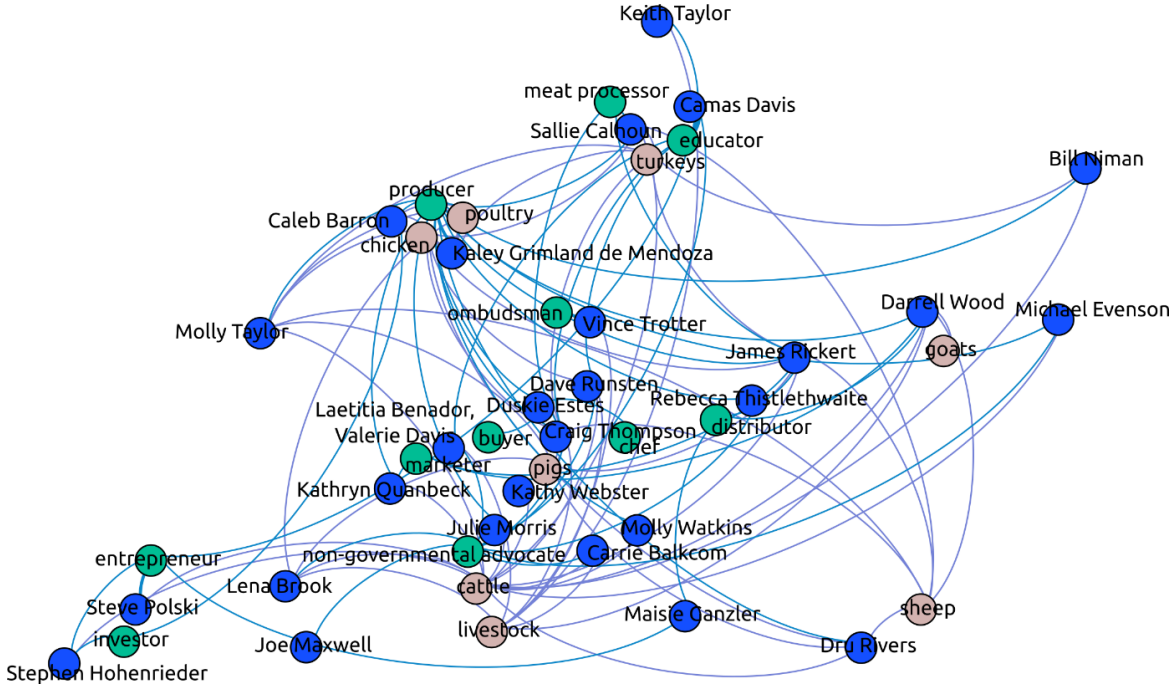 Keith Taylor
meat processor
Camas Davis
Sallie Calhoun
educator
turkeys
Bill Niman
producer
Caleb Barron
poultry
chicken
Kaley Grimland de Mendoza
Darrell Wood
Michael Evenson
ombudsman
Vince Trotter
Molly Taylor
James Rickert
goats
Dave Runsten
Duskie Estes
Rebecca Thistlethwaite
Laetitia Benador,
Valerie Davis
buyer
Craig Thompson
distributor
chef
marketer
pigs
Kathryn Quanbeck
Kathy Webster
Julie Morris
Molly Watkins
entrepreneur
non-governmental advocate
Carrie Balkcom
Lena Brook
cattle
Steve Polski
Maisie Ganzler
sheep
investor
livestock
Joe Maxwell
Dru Rivers
Stephen Hohenrieder